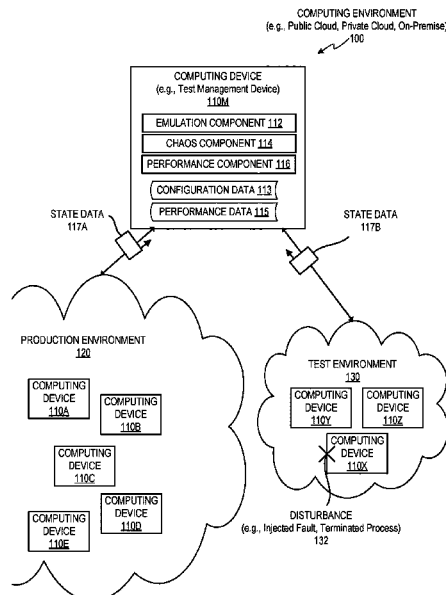 COMPUTING ENVIRONMENT
(e.g., Public Cloud, Private Cloud, On-Premise)
100
COMPUTING DEVICE
(e.g., Test Management Device)
110M
EMULATION COMPONENT 112
CHAOS COMPONENT 114
PERFORMANCE COMPONENT 116
CONFIGURATION DATA 113
PERFORMANCE DATA 115
STATE DATA
117A
STATE DATA
117B
PRODUCTION ENVIRONMENT
120
COMPUTING
DEVICE
110A
COMPUTING
DEVICE
110B
COMPUTING
DEVICE
110C
COMPUTING
DEVICE
110D
COMPUTING
DEVICE
110E
TEST ENVIRONMENT
130
COMPUTING
DEVICE
110Y
COMPUTING
DEVICE
110Z
COMPUTING
DEVICE
110X
DISTURBANCE
(e.g., Injected Fault, Terminated Process)
132